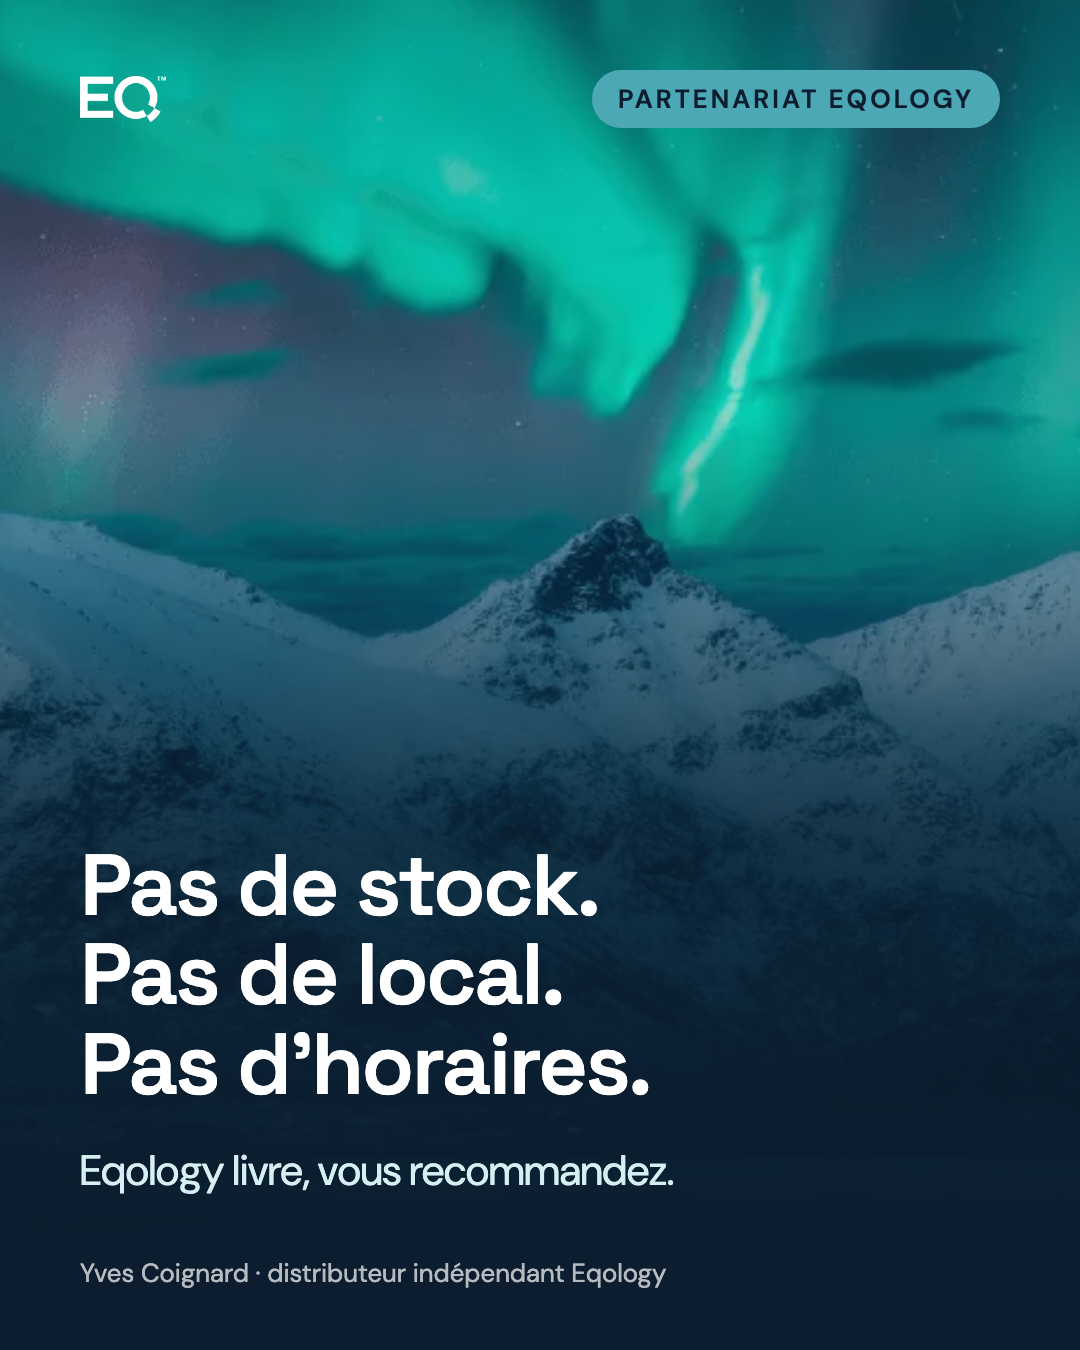 EQ™
PARTENARIAT EQOLOGY
Pas de stock.
Pas de local.
Pas d’horaires.
Eqology livre, vous recommandez.
Yves Coignard · distributeur indépendant Eqology